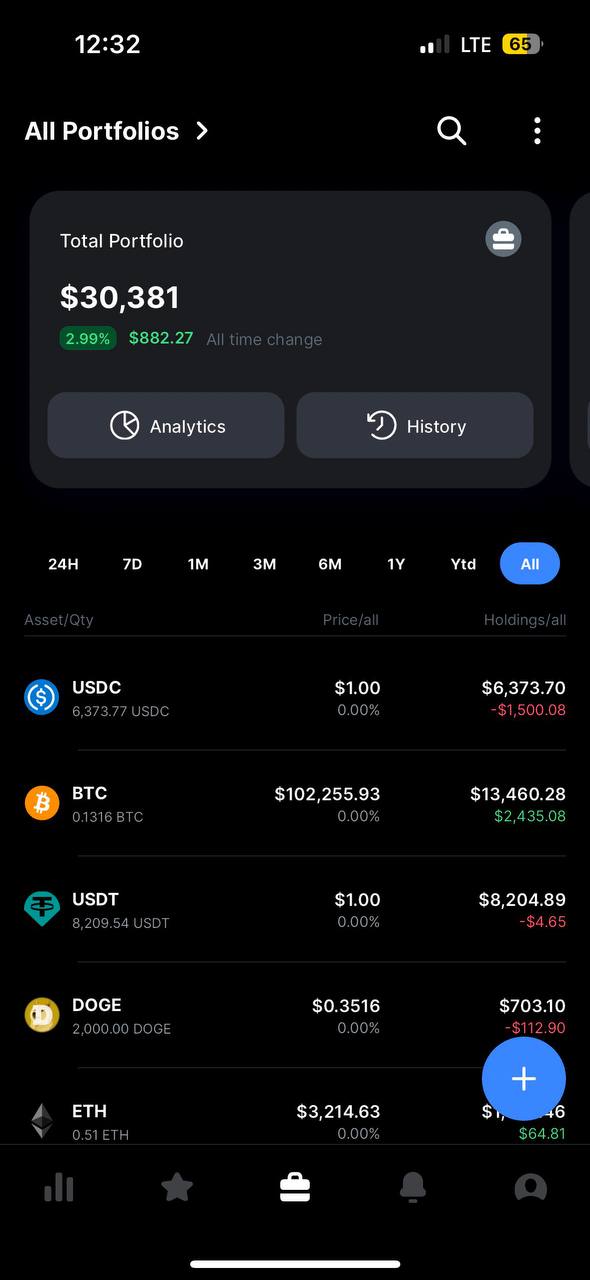 12:32 LTE 65
All Portfolios
Total Portfolio
$30,381
2.99% $882.27 All time change
Analytics History
24H 7D 1M 3M 6M 1Y Ytd All
Asset/Qty Price/all Holdings/all
USDC $1.00 $6,373.70
6,373.77 USDC 0.00% -$1,500.08
BTC $102,255.93 $13,460.28
0.1316 BTC 0.00% $2,435.08
USDT $1.00 $8,204.89
8,209.54 USDT 0.00% -$4.65
DOGE $0.3516 $703.10
2,000.00 DOGE 0.00% -$112.90
ETH $3,214.63
0.51 ETH 0.00% $64.81